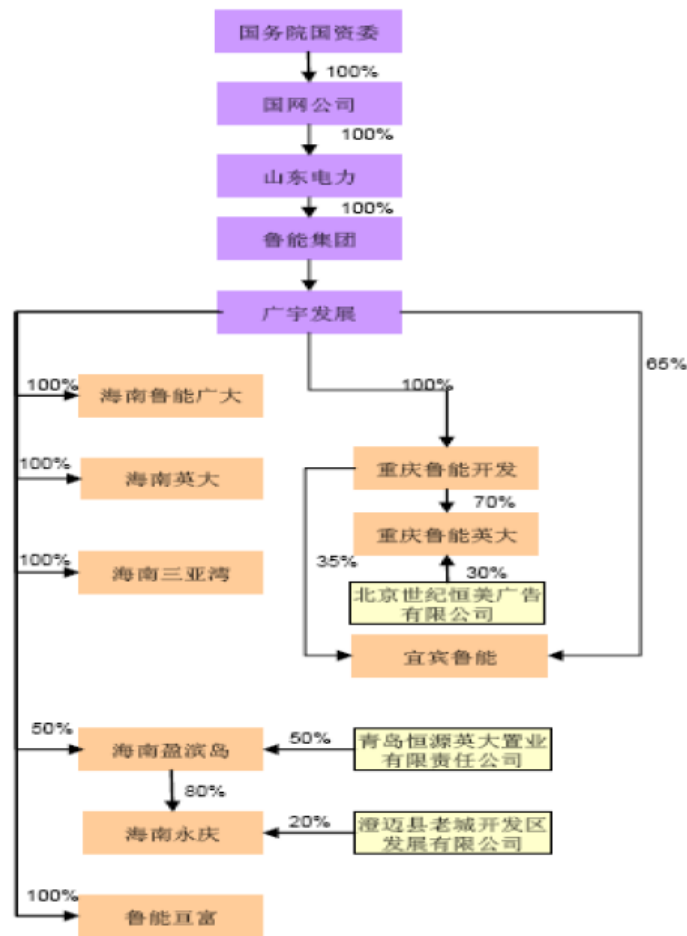 国务院国资委
100%
国网公司
100%
山东电力
100%
鲁能集团
广宇发展
65%
100%
100%
海南鲁能广大
重庆鲁能开发
100%
海南英大
70%
重庆鲁能英大
35%
100%
海南三亚湾
30%
北京世纪恒美广告
有限公司
宜宾鲁能
50%
海南盈滨岛
50%
青岛恒源英大置业
有限责任公司
80%
海南永庆
20%
澄迈县老城开发区
发展有限公司
100%
鲁能亘富